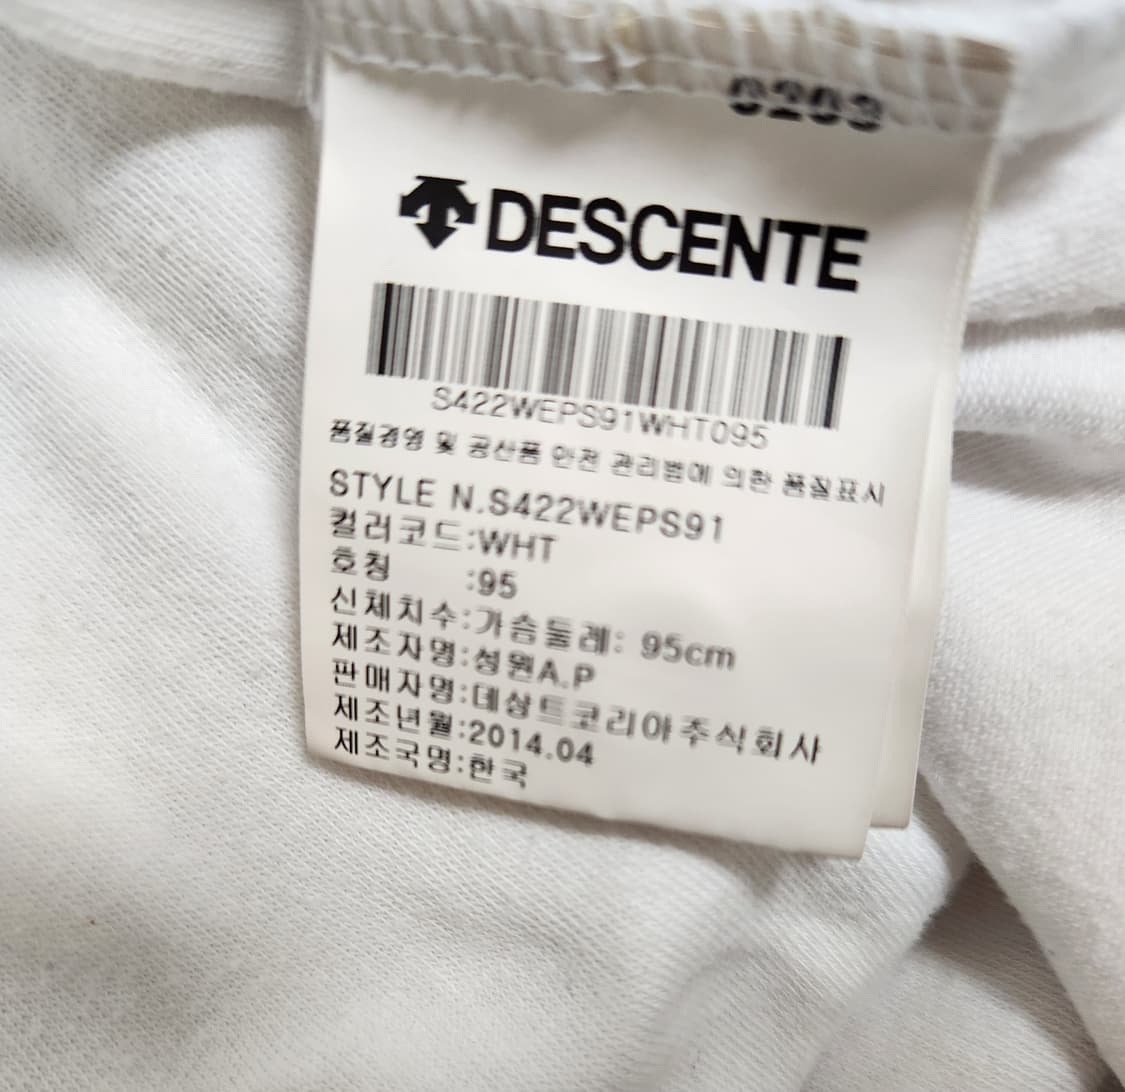 0203
DESCENTE
S422WEPS91WHT095
품질경영 및 공산품 안전 관리법에 의한 품질표시
STYLE N.S422WEPS91
컬러코드:WHT
호칭 :95
신체치수:가슴둘레: 95cm
제조자명:성원A.P
판매자명:데상트코리아주식회사
제조년월:2014.04
제조국명:한국